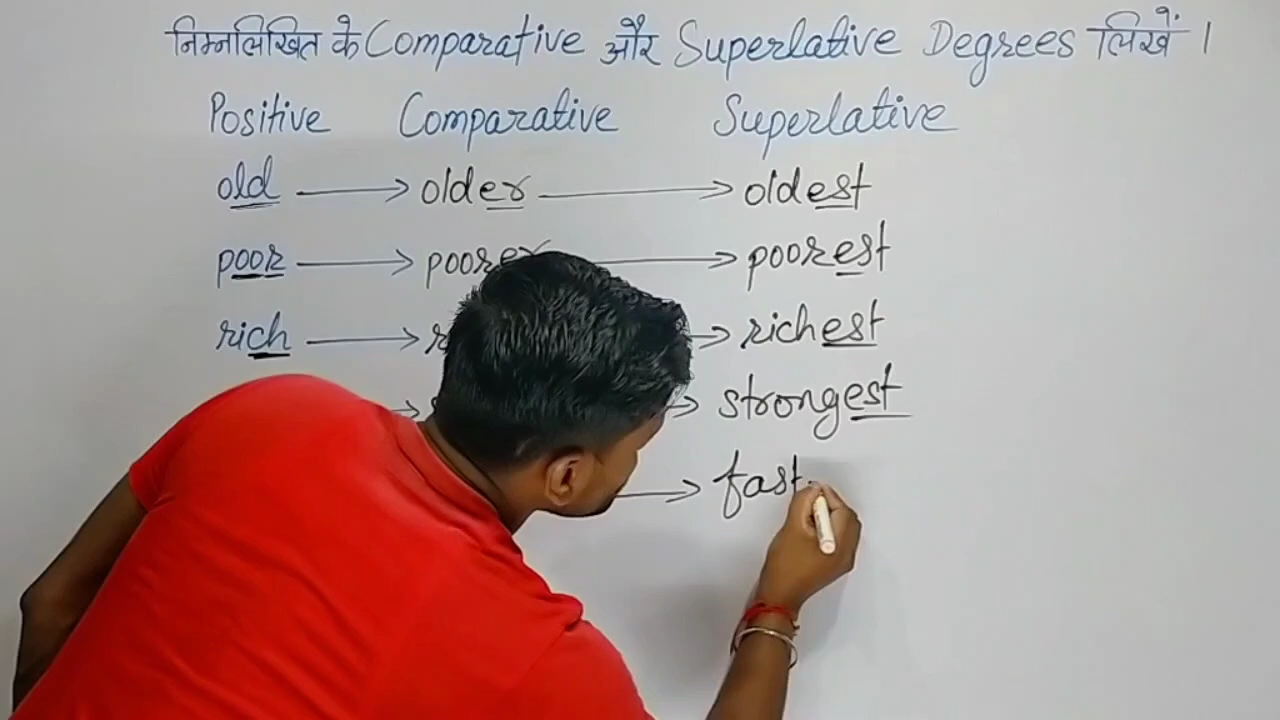 निम्नलिखित के Comparative और Superlative Degrees लिखें ।
Positive Comparative Superlative
old older oldest
poor poorer poorest
rich richest
strongest
fast